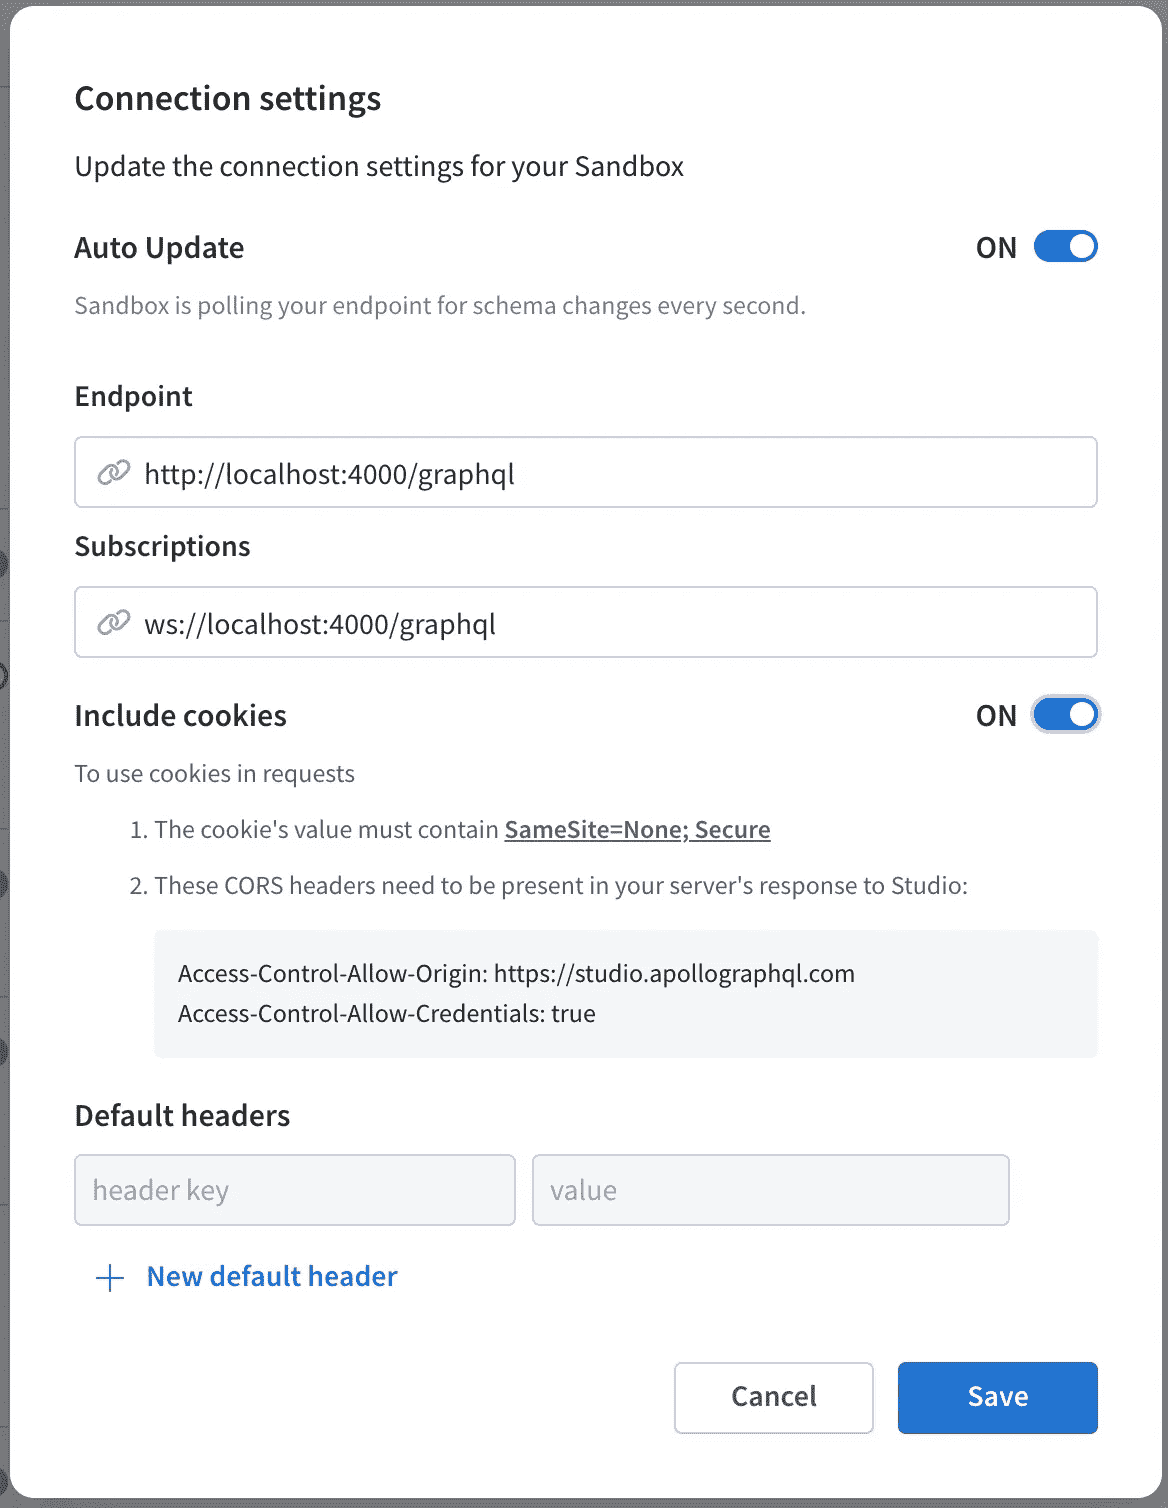 Connection settings
Update the connection settings for your Sandbox
Auto Update ON
Sandbox is polling your endpoint for schema changes every second.
Endpoint
http://localhost:4000/graphql
Subscriptions
ws://localhost:4000/graphql
Include cookies ON
To use cookies in requests
1. The cookie's value must contain SameSite=None; Secure
2. These CORS headers need to be present in your server's response to Studio:
Access-Control-Allow-Origin: https://studio.apollographql.com
Access-Control-Allow-Credentials: true
Default headers
header key value
New default header
Cancel Save